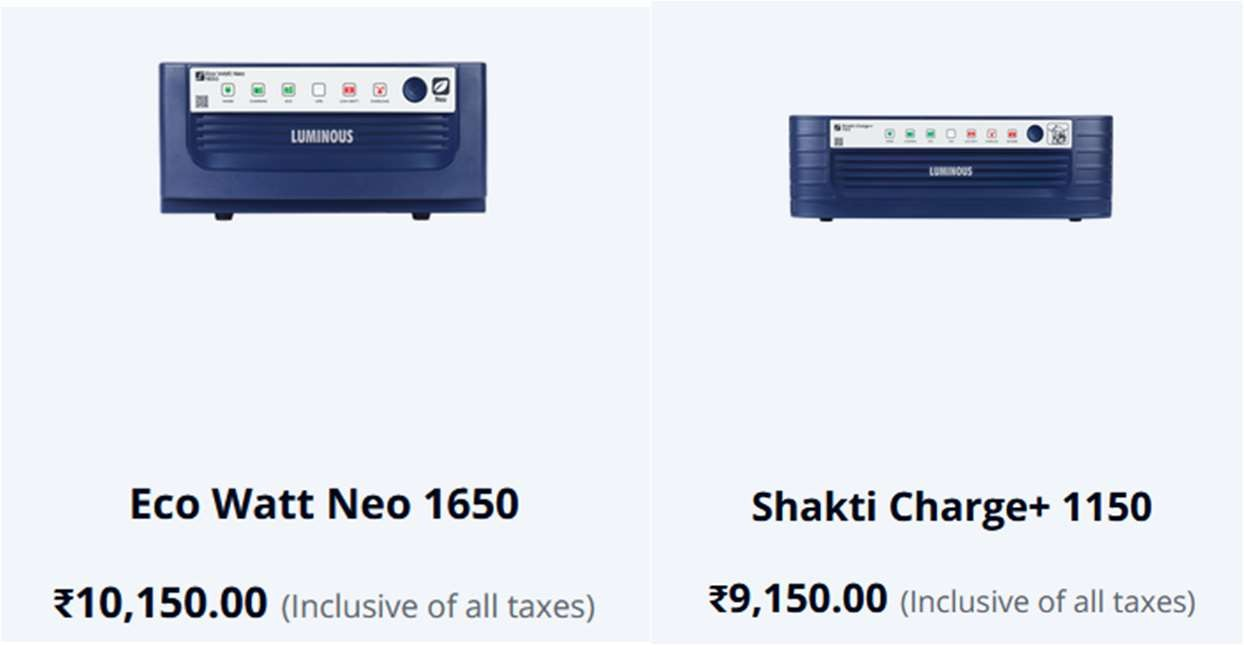 LUMINOUS
Eco Watt Neo 1650
₹10,150.00 (Inclusive of all taxes)
LUMINOUS
Shakti Charge+ 1150
₹9,150.00 (Inclusive of all taxes)